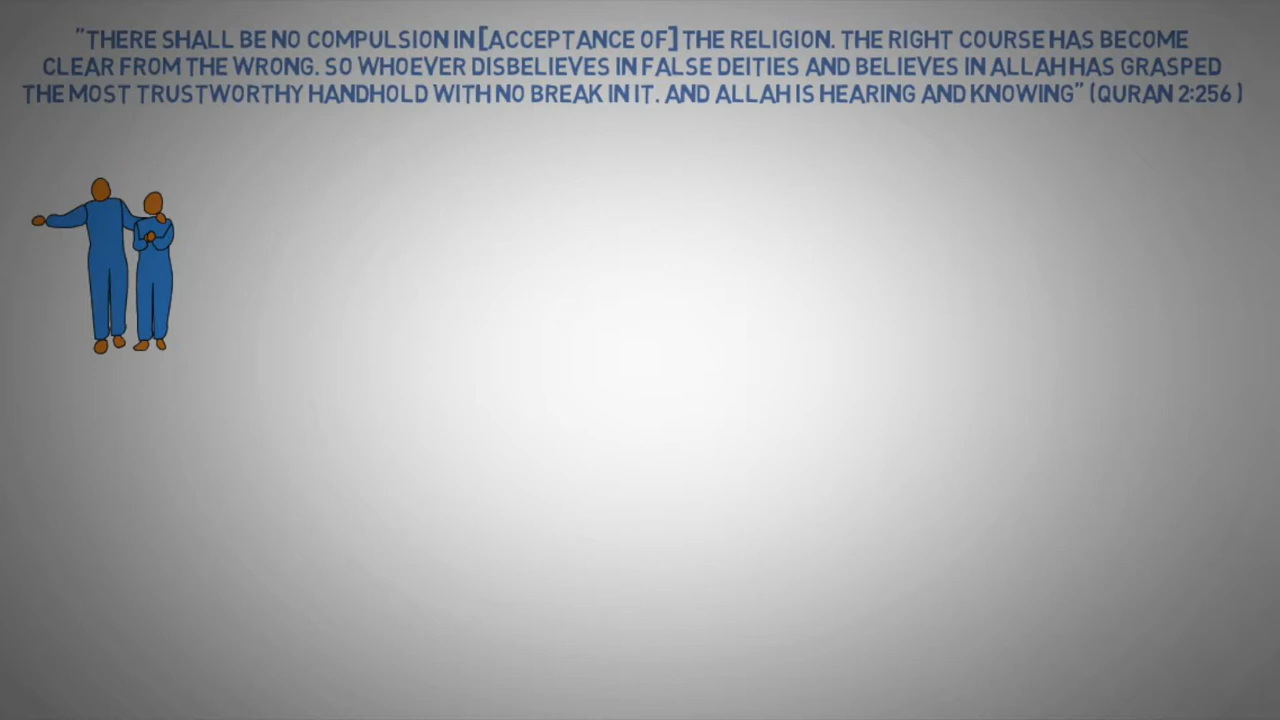 "THERE SHALL BE NO COMPULSION IN [ACCEPTANCE OF] THE RELIGION. THE RIGHT COURSE HAS BECOME
CLEAR FROM THE WRONG. SO WHOEVER DISBELIEVES IN FALSE DEITIES AND BELIEVES IN ALLAH HAS GRASPED
THE MOST TRUSTWORTHY HANDHOLD WITH NO BREAK IN IT. AND ALLAH IS HEARING AND KNOWING" (QURAN 2:256 )